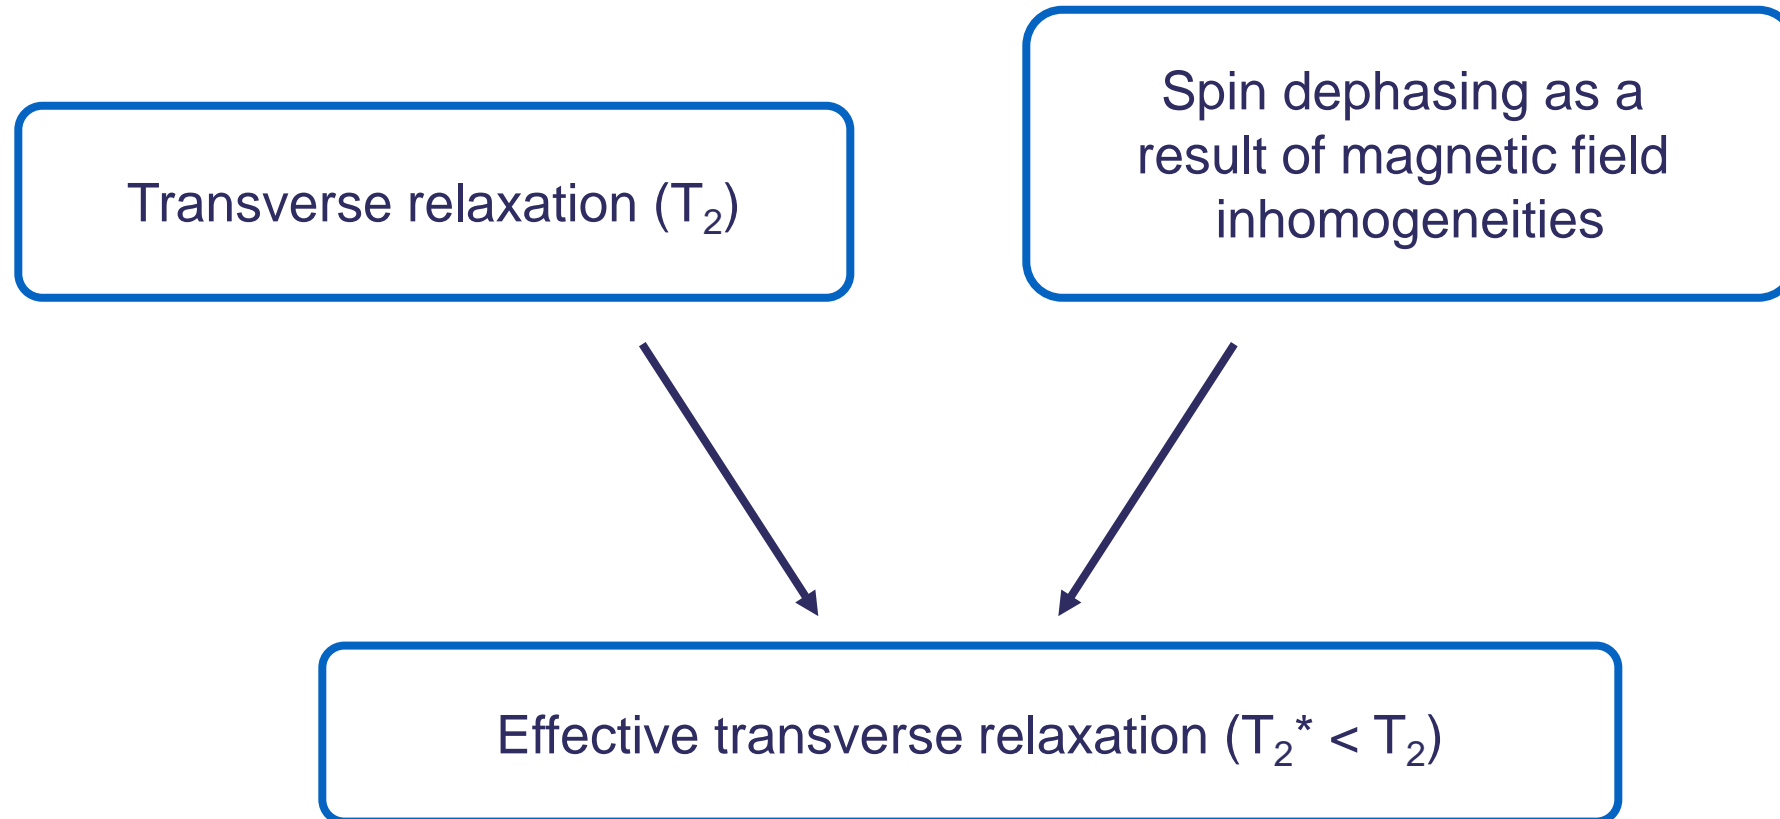 Transverse relaxation (T₂)
Spin dephasing as a
result of magnetic field
inhomogeneities
Effective transverse relaxation (T₂* < T₂)